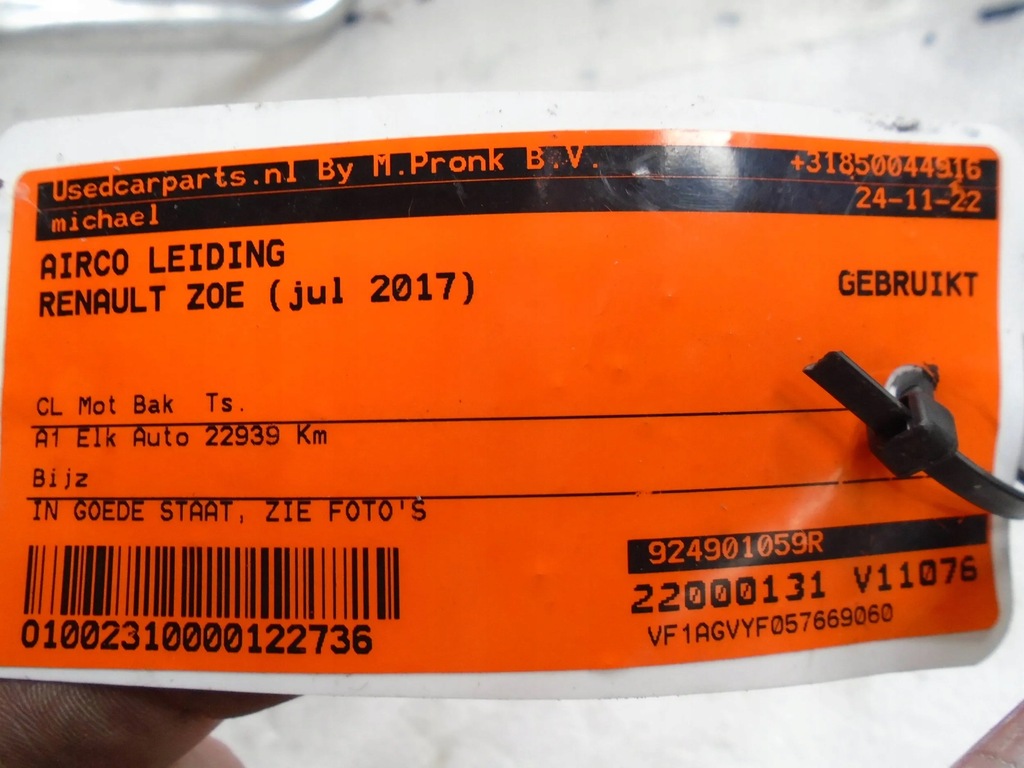 Usedcarparts.nl By M.Pronk B.V. +31850044916
michael 24-11-22
AIRCO LEIDING
RENAULT ZOE (jul 2017) GEBRUIKT
CL Mot Bak Ts.
A1 Elk Auto 22939 Km
Bijz
IN GOEDE STAAT, ZIE FOTO'S
924901059R
22000131 V11076
VF1AGVYF057669060
01002310000122736